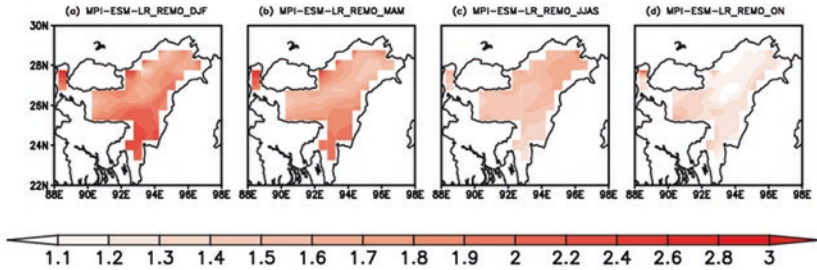 (a) MPI-ESM-LR_REMO_DJF
(b) MPI-ESM-LR_REMO_MAM
(c) MPI-ESM-LR_REMO_JJAS
(d) MPI-ESM-LR_REMO_ON
30N
28N
26N
24N
22N
88E 90E 92E 94E 96E 98E
88E 90E 92E 94E 96E 98E
88E 90E 92E 94E 96E 98E
88E 90E 92E 94E 96E 98E
1.1 1.2 1.3 1.4 1.5 1.6 1.7 1.8 1.9 2 2.2 2.4 2.6 2.8 3